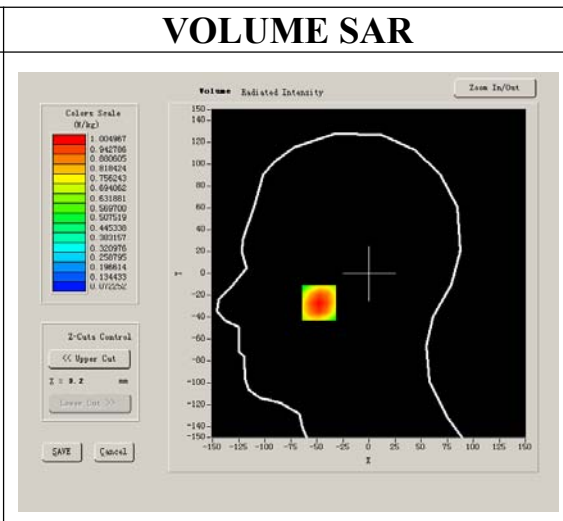 VOLUME SAR
Volume Radiated Intensity
Zoom In/Out
Colors Scale
(W/kg)
1.004967
0.942786
0.880605
0.818424
0.756243
0.694062
0.631881
0.569700
0.507519
0.445338
0.383157
0.320976
0.258795
0.196614
0.134433
0.072252
Z-Cuts Control
<< Upper Cut
mm
Lower Cut >>
SAVE
Cancel
150
140
120
100
80
60
40
20
0
-20
-40
-60
-80
-100
-120
-140
-150
Y
-150 -125 -100 -75 -50 -25 0 25 50 75 100 125 150
X